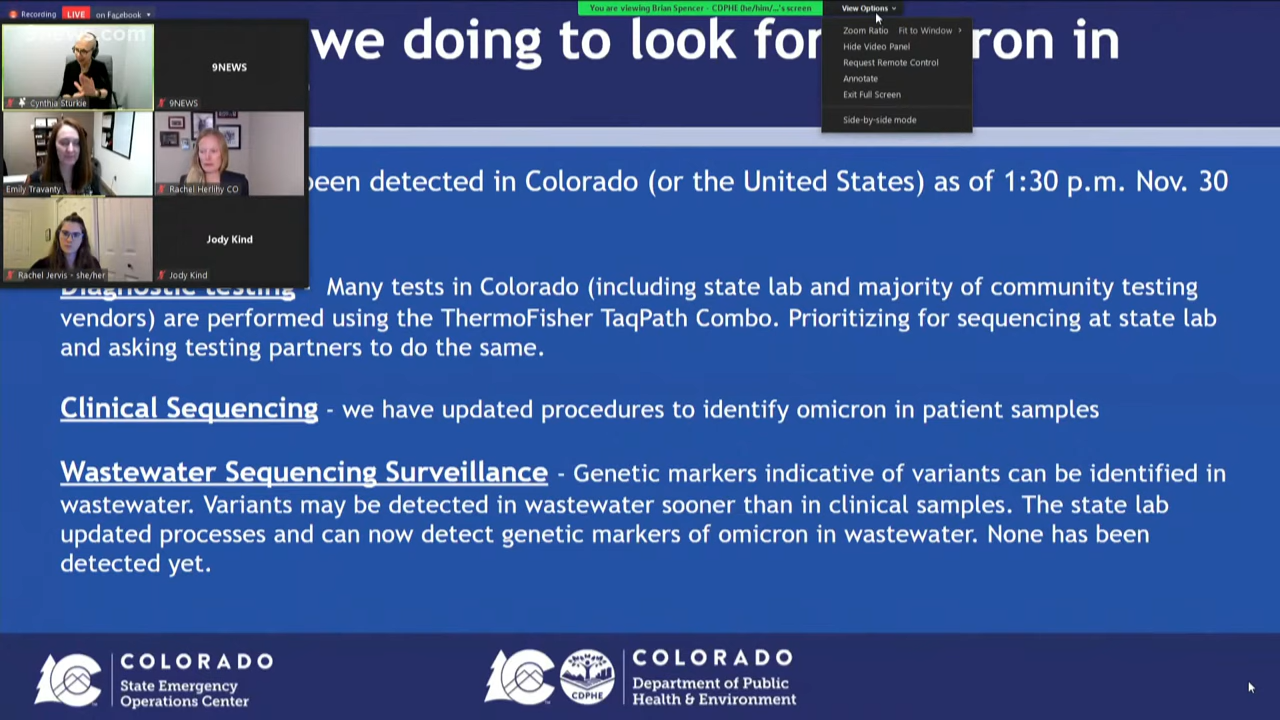 Recording LIVE on Facebook
You are viewing Brian Spencer - CDPHE (he/him/...'s screen
View Options
9news.com
we doing to look for
ron in
Zoom Ratio Fit to Window >
Hide Video Panel
Request Remote Control
Annotate
Exit Full Screen
Side-by-side mode
9NEWS
Cynthia Sturkie
9NEWS
Emily Travanty
Rachel Herlihy CO
Jody Kind
Rachel Jervis - she/her
Jody Kind
been detected in Colorado (or the United States) as of 1:30 p.m. Nov. 30
Diagnostic testing - Many tests in Colorado (including state lab and majority of community testing
vendors) are performed using the ThermoFisher TaqPath Combo. Prioritizing for sequencing at state lab
and asking testing partners to do the same.
Clinical Sequencing - we have updated procedures to identify omicron in patient samples
Wastewater Sequencing Surveillance - Genetic markers indicative of variants can be identified in
wastewater. Variants may be detected in wastewater sooner than in clinical samples. The state lab
updated processes and can now detect genetic markers of omicron in wastewater. None has been
detected yet.
COLORADO
State Emergency
Operations Center
CDPHE
COLORADO
Department of Public
Health & Environment